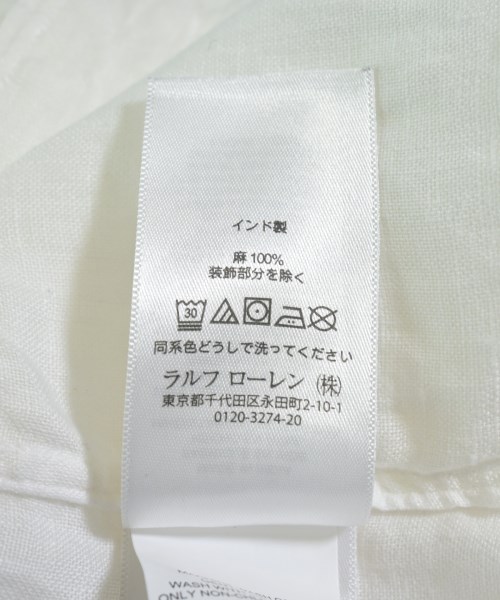 インド製
麻 100%
装飾部分を除く
30
同系色どうしで洗ってください
ラルフ ローレン ㈱
東京都千代田区永田町2-10-1
0120-3274-20
ONLY NON-